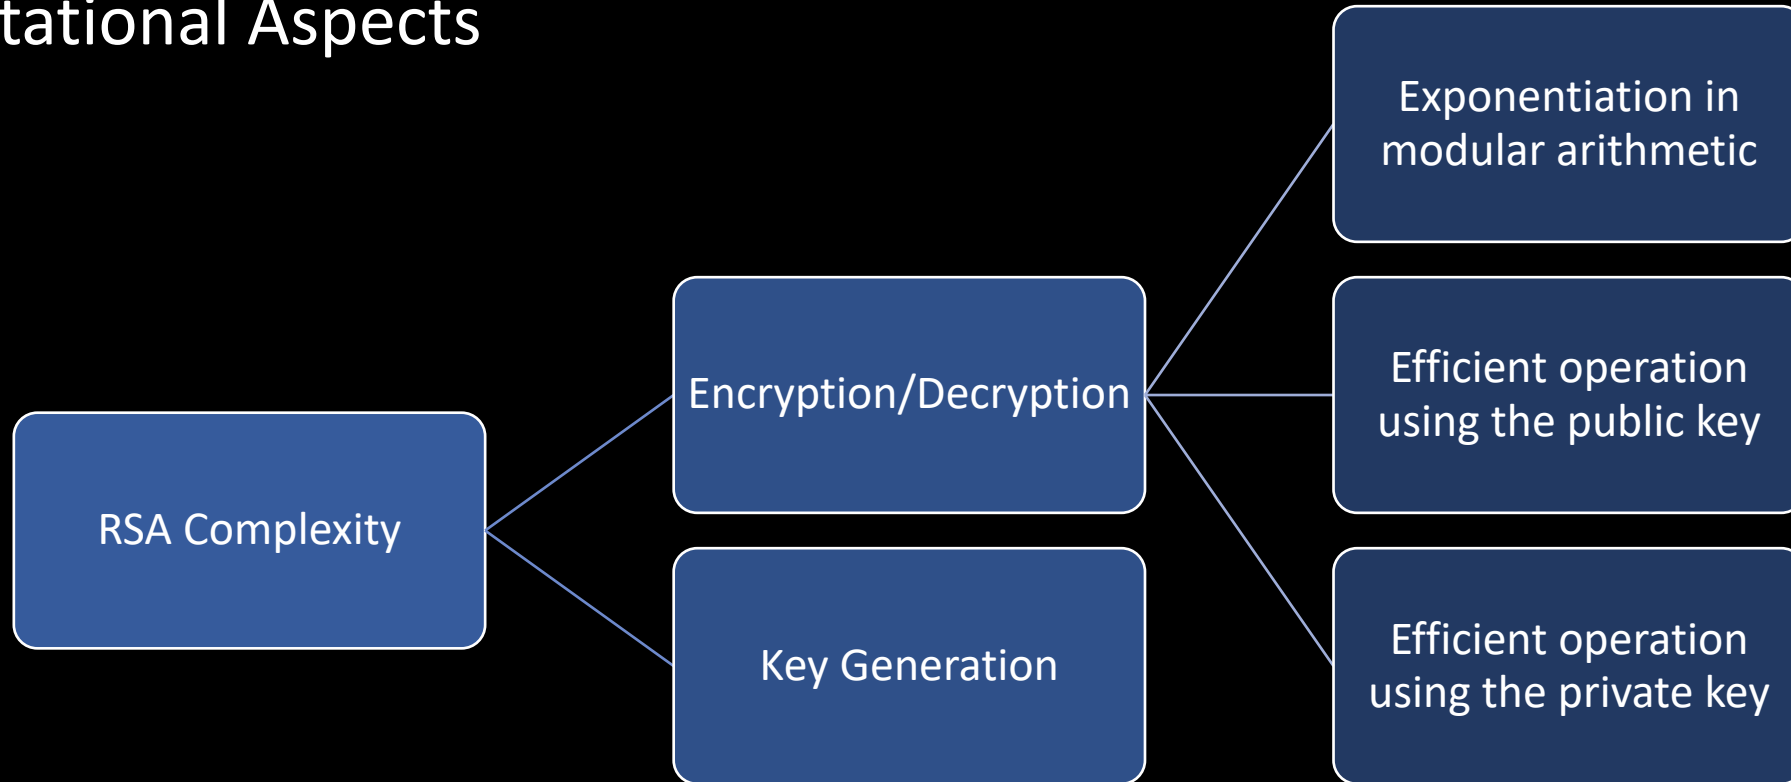 tational Aspects
Exponentiation in
modular arithmetic
Encryption/Decryption
Efficient operation
using the public key
RSA Complexity
Key Generation
Efficient operation
using the private key